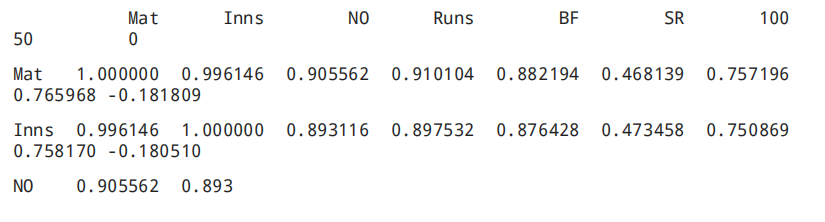 Mat Inns NO Runs BF SR 100
50 0
Mat 1.000000 0.996146 0.905562 0.910104 0.882194 0.468139 0.757196
0.765968 -0.181809
Inns 0.996146 1.000000 0.893116 0.897532 0.876428 0.473458 0.750869
0.758170 -0.180510
NO 0.905562 0.893